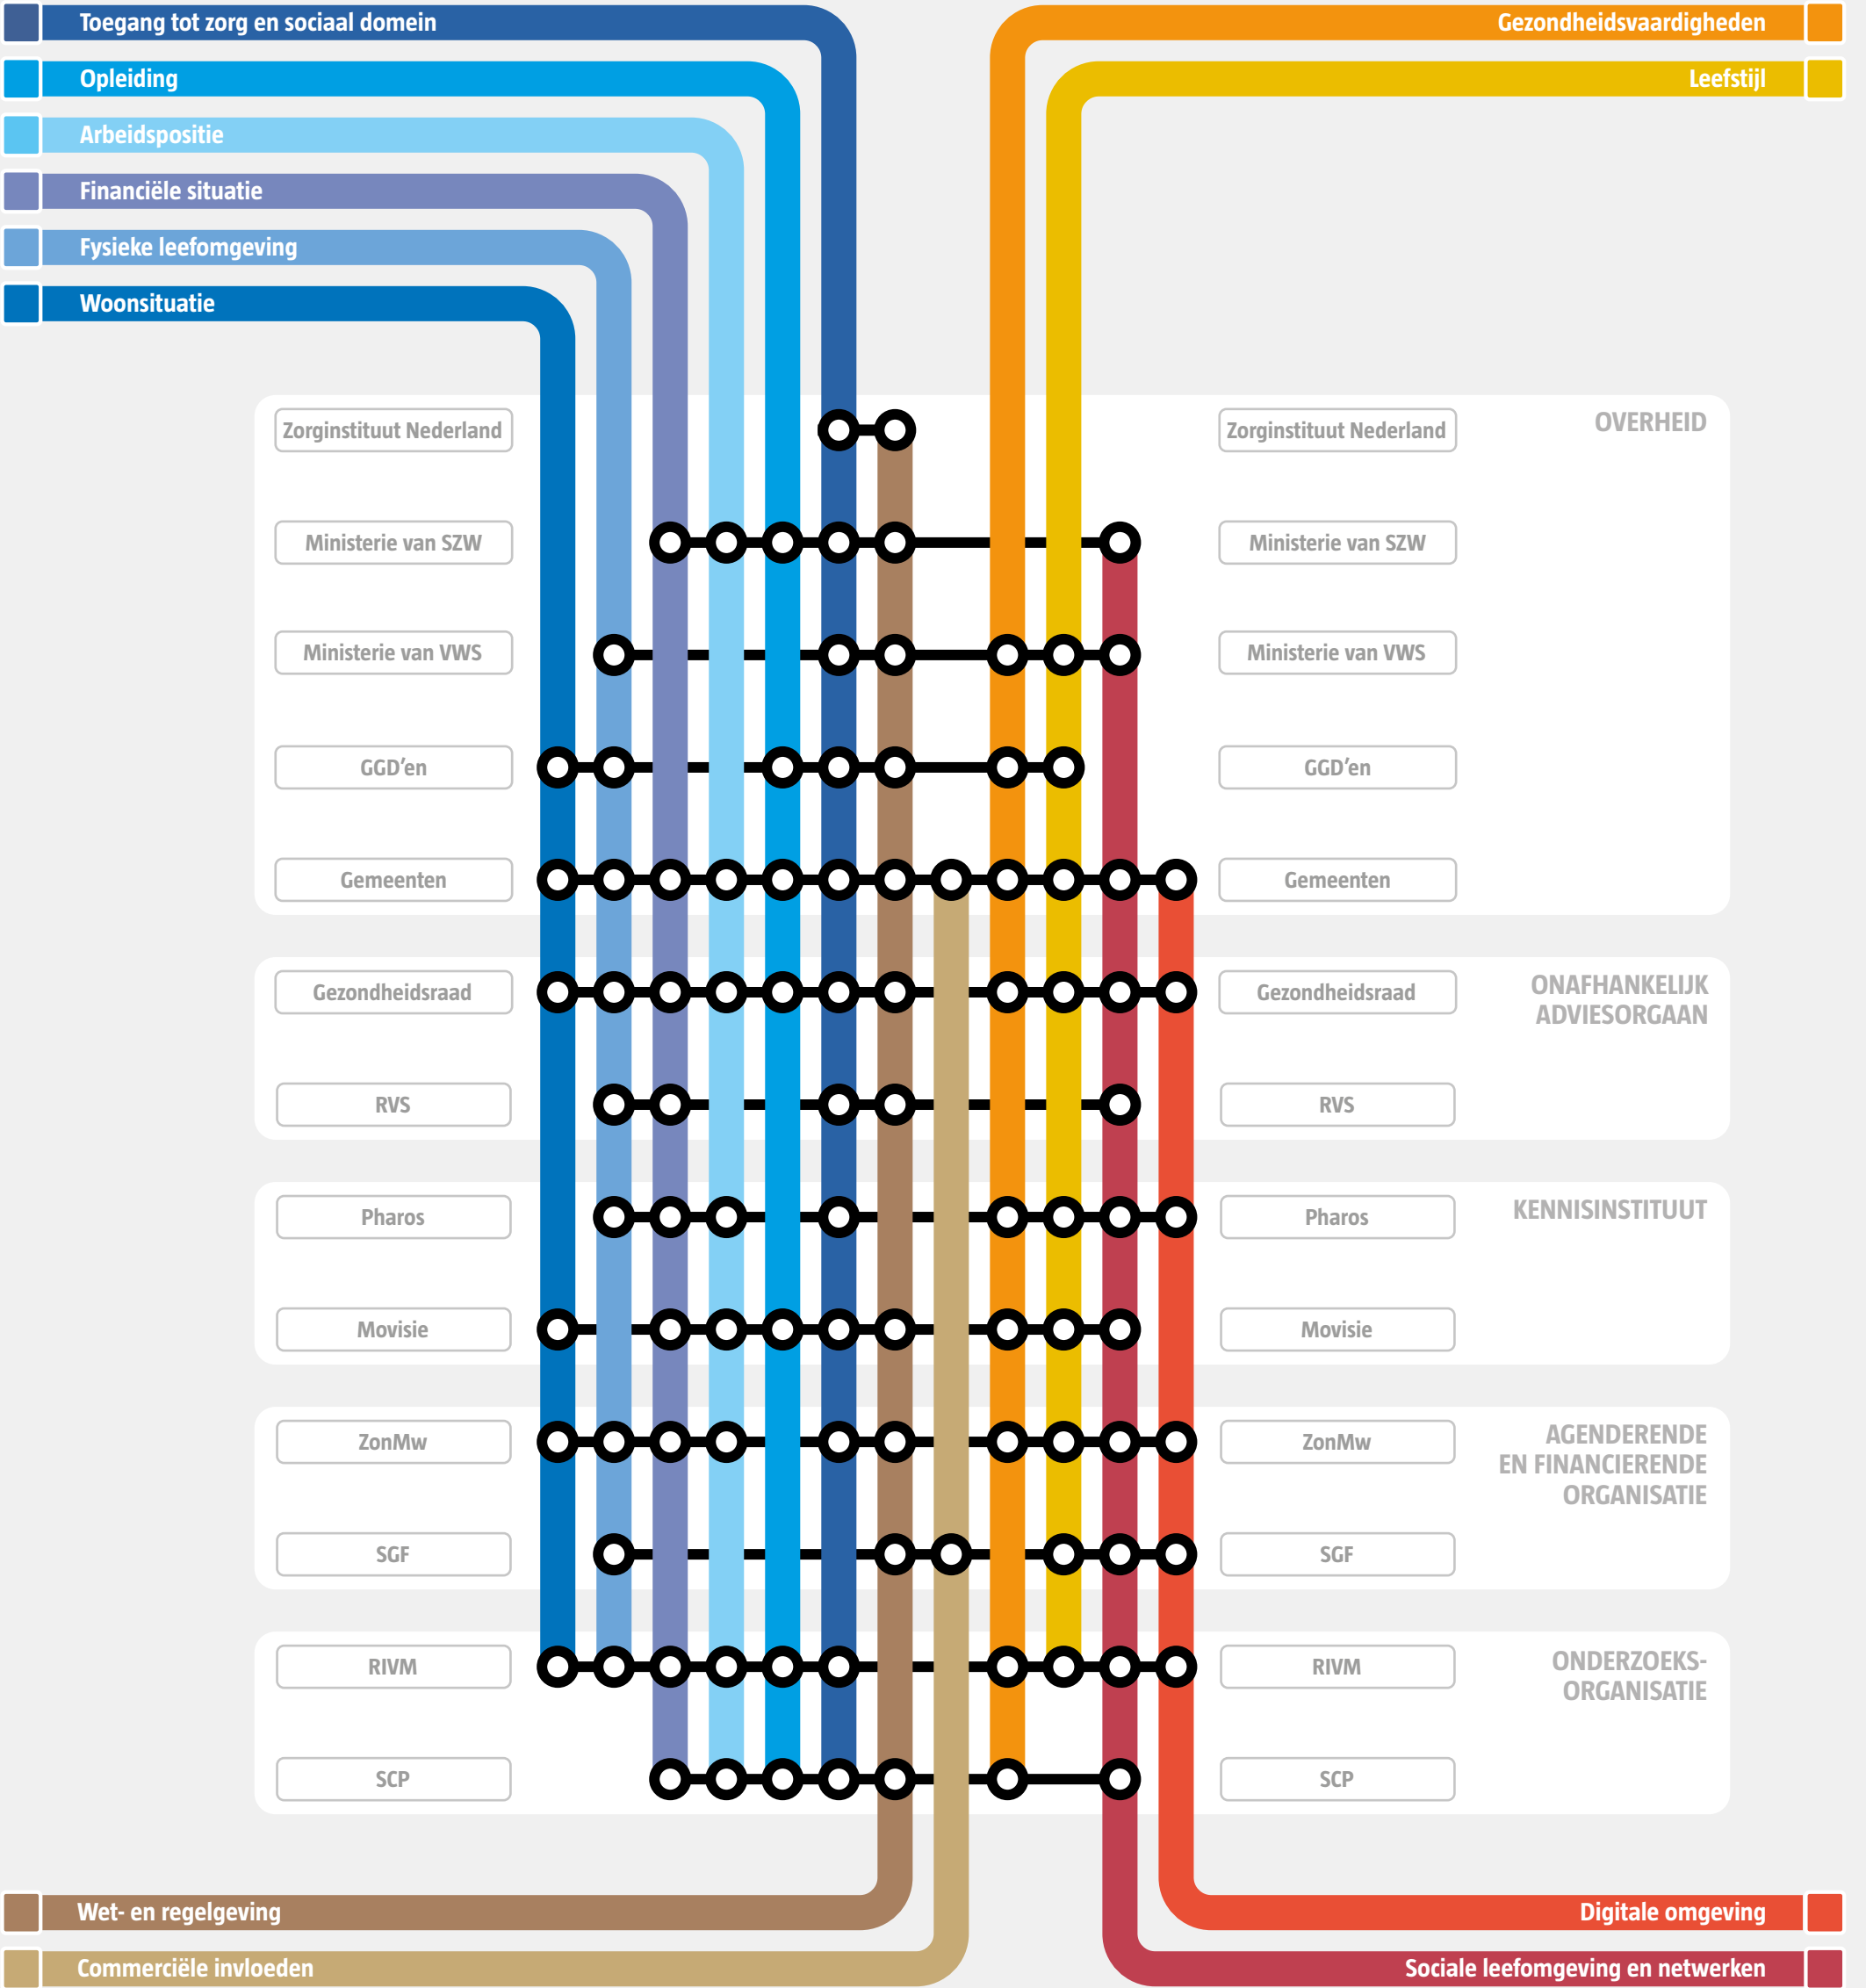 Toegang tot zorg en sociaal domein
Gezondheidsvaardigheden
Opleiding
Leefstijl
Arbeidspositie
Financiële situatie
Fysieke leefomgeving
Woonsituatie
OVERHEID
Zorginstituut Nederland
Zorginstituut Nederland
Ministerie van SZW
Ministerie van SZW
Ministerie van VWS
Ministerie van VWS
GGD’en
GGD’en
Gemeenten
Gemeenten
ONAFHANKELIJK
ADVIESORGAAN
Gezondheidsraad
Gezondheidsraad
RVS
RVS
KENNISINSTITUUT
Pharos
Pharos
Movisie
Movisie
AGENDERENDE
EN FINANCIERENDE
ORGANISATIE
ZonMw
ZonMw
SGF
SGF
ONDERZOEKS-
ORGANISATIE
RIVM
RIVM
SCP
SCP
Wet- en regelgeving
Digitale omgeving
Commerciële invloeden
Sociale leefomgeving en netwerken